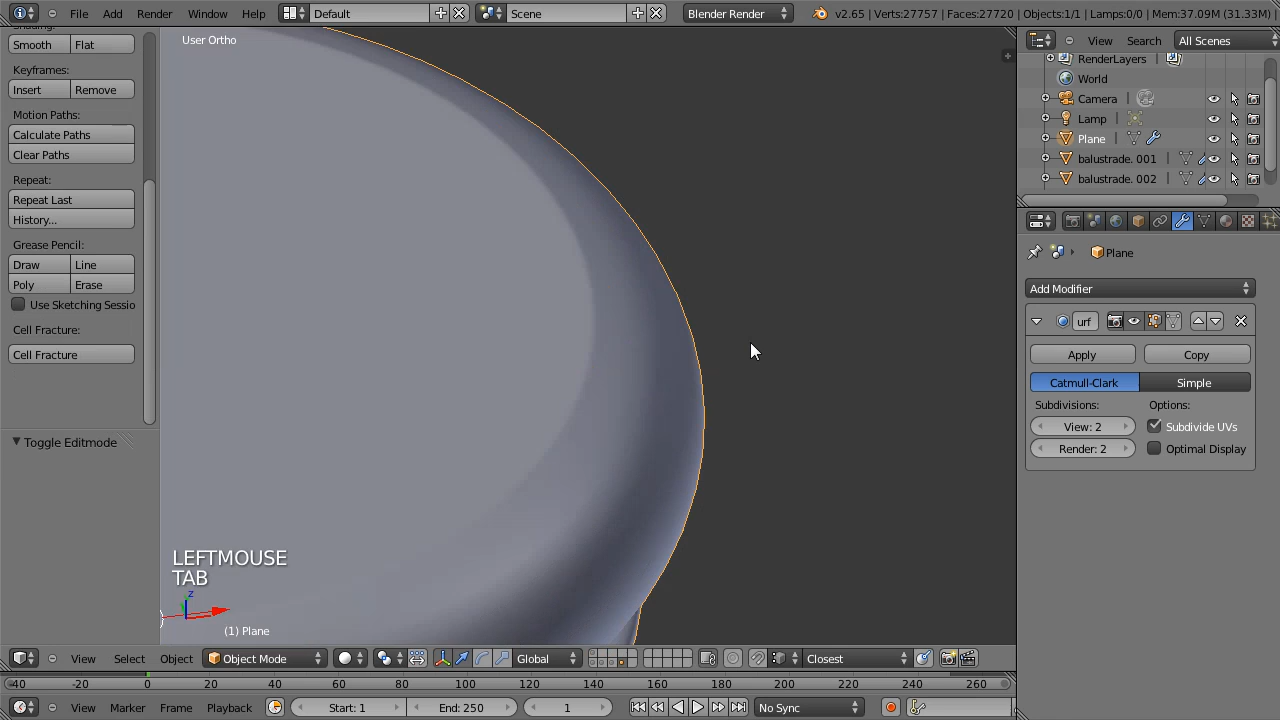 File Add Render Window Help Default Scene Blender Render v2.65 | Verts:27757 | Faces:27720 | Objects:1/1 | Lamps:0/0 | Mem:37.09M (31.33M) |
Smooth Flat
Keyframes:
Insert Remove
Motion Paths:
Calculate Paths
Clear Paths
Repeat:
Repeat Last
History...
Grease Pencil:
Draw Line
Poly Erase
Use Sketching Sessio
Cell Fracture:
Cell Fracture
Toggle Editmode
User Ortho
LEFTMOUSE
TAB
z
(1) Plane
View Search All Scenes
RenderLayers
World
Camera
Lamp
Plane
balustrade. 001
balustrade. 002
Plane
Add Modifier
urf
Apply Copy
Catmull-Clark Simple
Subdivisions: Options:
View: 2 Subdivide UVs
Render: 2 Optimal Display
View Select Object Object Mode Global Closest
-40 -20 0 20 40 60 80 100 120 140 160 180 200 220 240 260
View Marker Frame Playback Start: 1 End: 250 1 No Sync